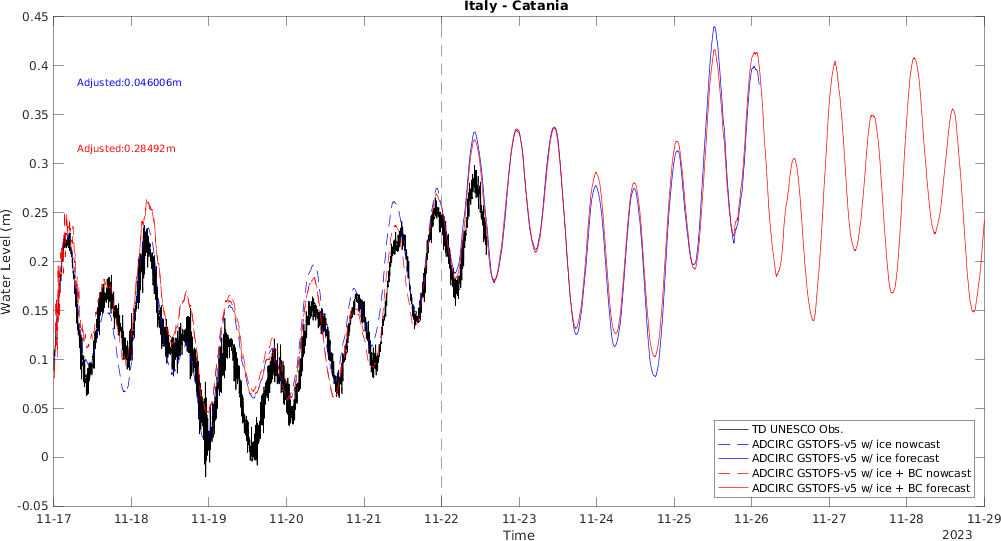 Italy - Catania
0.45
0.4
0.35
0.3
0.25
0.2
0.15
0.1
0.05
0
-0.05
Water Level (m)
Adjusted:0.046006m
Adjusted:0.28492m
TD UNESCO Obs.
ADCIRC GSTOFS-v5 w/ ice nowcast
ADCIRC GSTOFS-v5 w/ ice forecast
ADCIRC GSTOFS-v5 w/ ice + BC nowcast
ADCIRC GSTOFS-v5 w/ ice + BC forecast
11-17 11-18 11-19 11-20 11-21 11-22 11-23 11-24 11-25 11-26 11-27 11-28 11-29
Time
2023